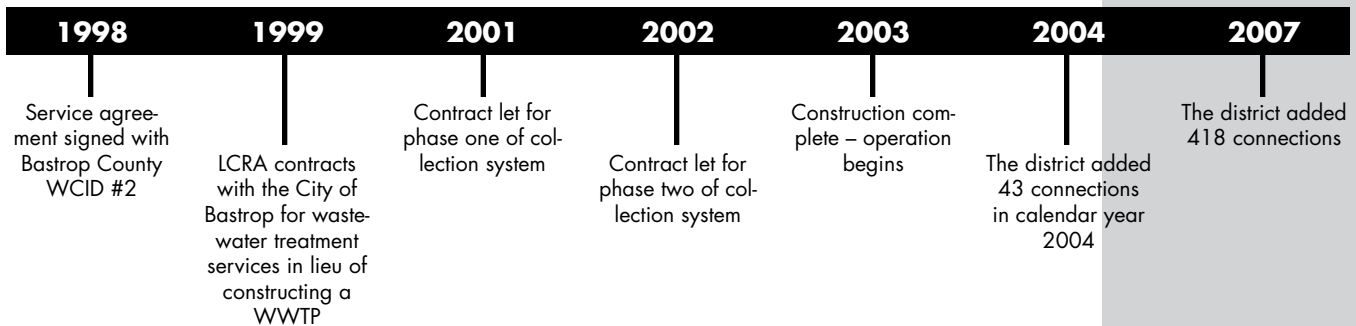 1998 1999 2001 2002 2003 2004 2007
Service agree-
ment signed with
Bastrop County
WCID #2
LCRA contracts
with the City of
Bastrop for waste-
water treatment
services in lieu of
constructing a
WWTP
Contract let for
phase one of col-
lection system
Contract let for
phase two of col-
lection system
Construction com-
plete – operation
begins
The district added
43 connections
in calendar year
2004
The district added
418 connections